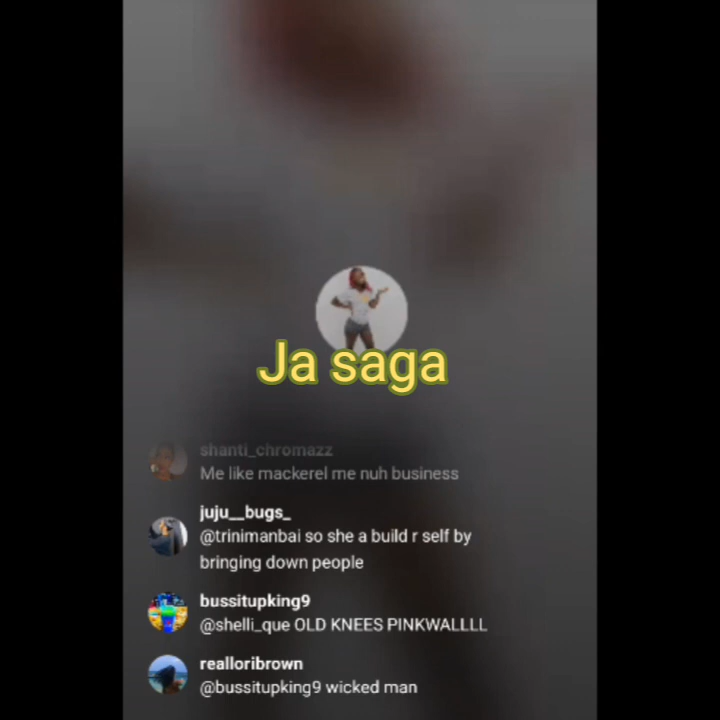 Ja saga
shanti_chromazz
Me like mackerel me nuh business
juju__bugs_
@trinimanbai so she a build r self by
bringing down people
bussitupking9
@shelli_que OLD KNEES PINKWALLLL
realloribrown
@bussitupking9 wicked man